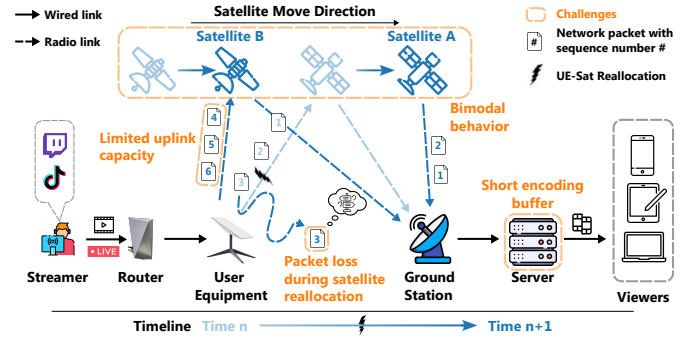 Wired link
Radio link
Satellite Move Direction
Satellite B
Satellite A
Challenges
#
Network packet with
sequence number #
UE-Sat Reallocation
Limited uplink
capacity
4
5
6
1
2
3
Bimodal
behavior
2
1
3
Packet loss
during satellite
reallocation
Short encoding
buffer
LIVE
Streamer
Router
User
Equipment
Ground
Station
Server
Viewers
Timeline
Time n
Time n+1